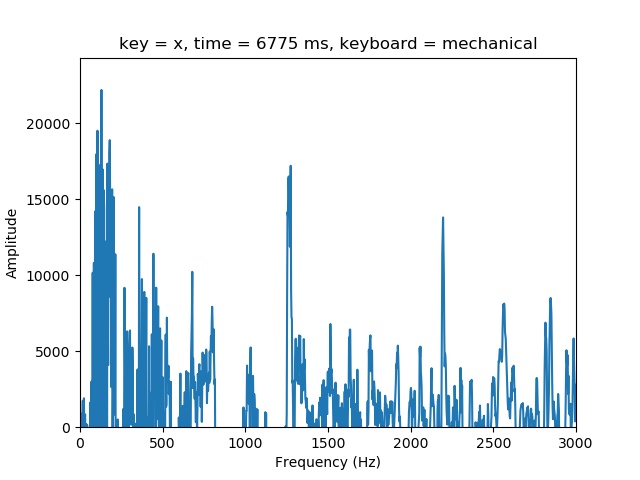 key = x, time = 6775 ms, keyboard = mechanical
20000
15000
10000
5000
0
Amplitude
0 500 1000 1500 2000 2500 3000
Frequency (Hz)